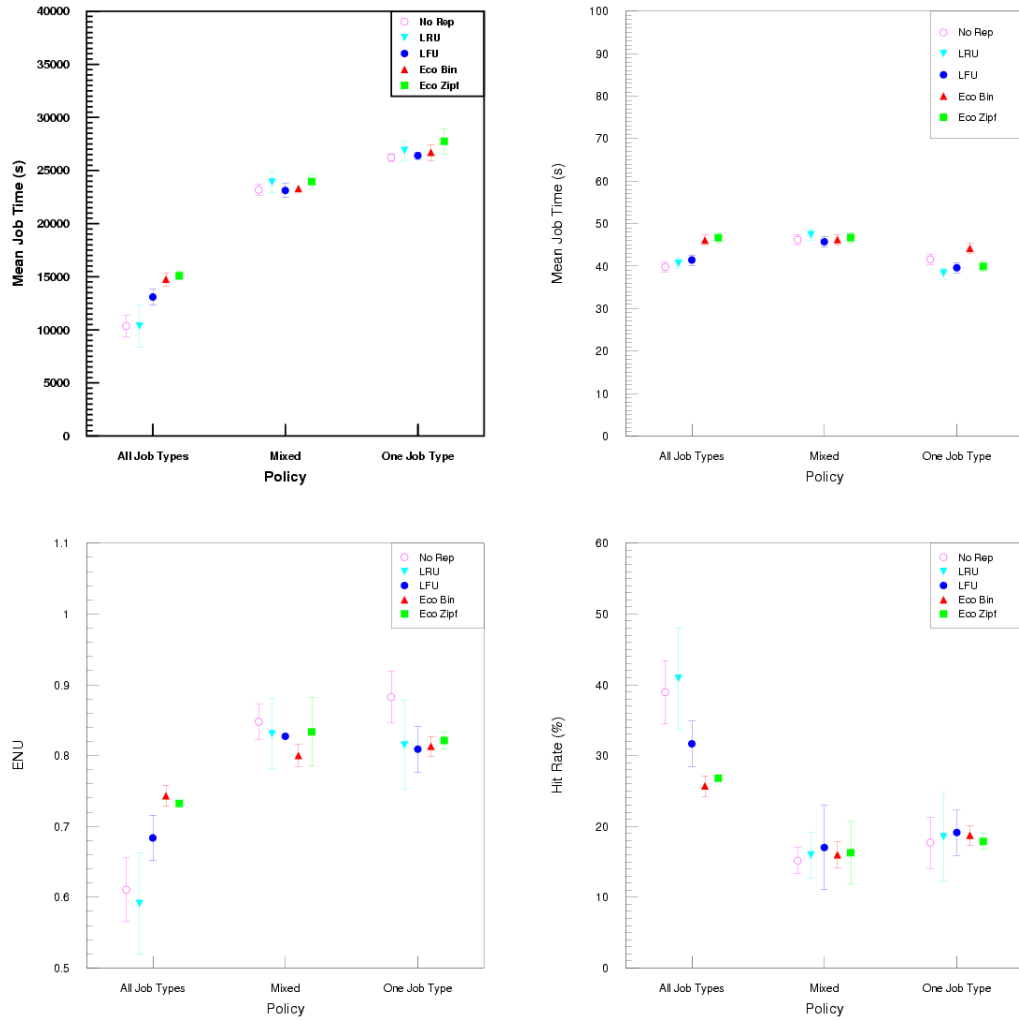 40000
35000
30000
25000
20000
15000
10000
5000
0
Mean Job Time (s)
No Rep
LRU
LFU
Eco Bin
Eco Zipf
All Job Types
Mixed
One Job Type
Policy
100
90
80
70
60
50
40
30
20
10
0
Mean Job Time (s)
No Rep
LRU
LFU
Eco Bin
Eco Zipf
All Job Types
Mixed
One Job Type
Policy
1.1
1
0.9
0.8
0.7
0.6
0.5
ENU
No Rep
LRU
LFU
Eco Bin
Eco Zipf
All Job Types
Mixed
One Job Type
Policy
60
50
40
30
20
10
0
Hit Rate (%)
No Rep
LRU
LFU
Eco Bin
Eco Zipf
All Job Types
Mixed
One Job Type
Policy